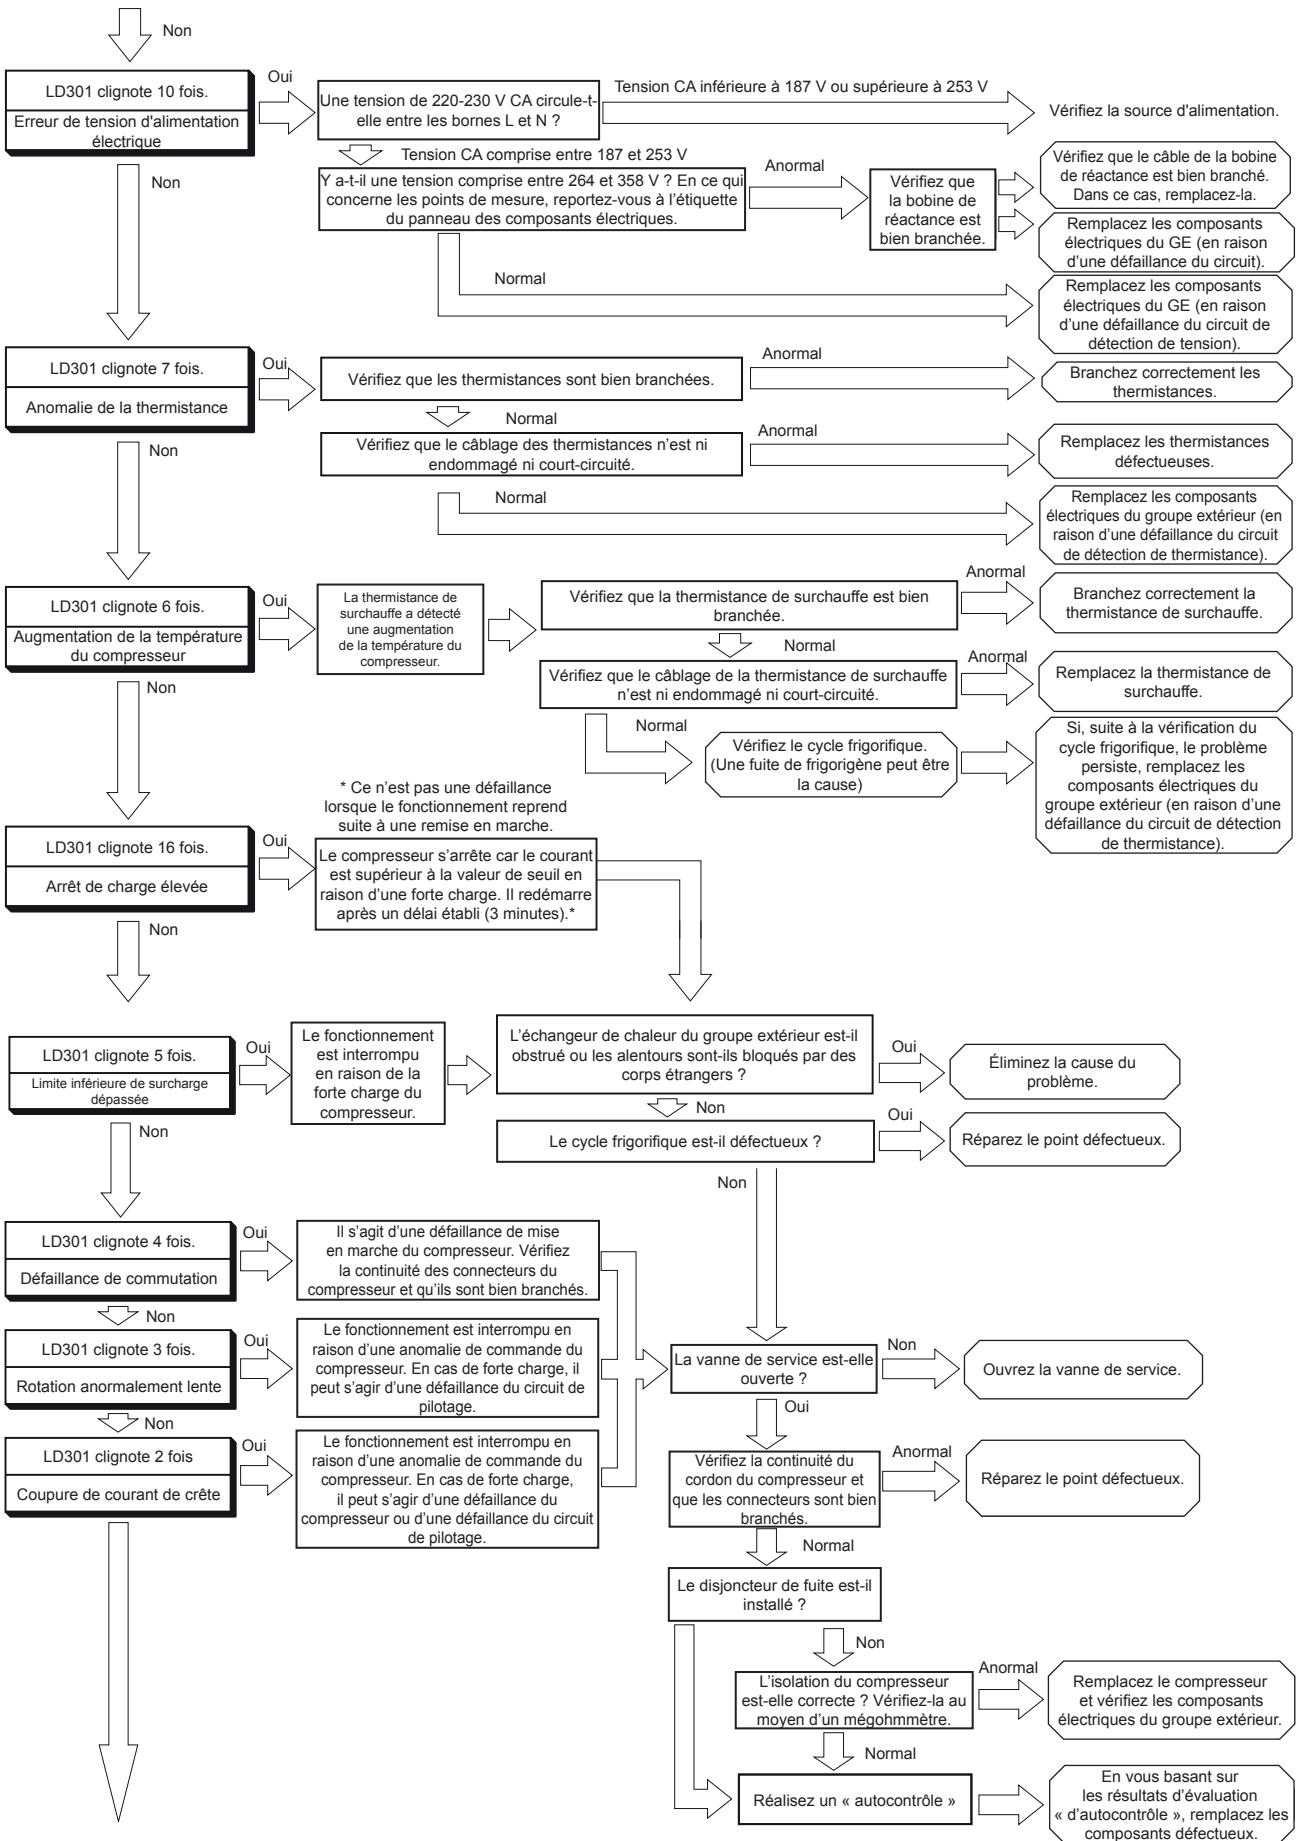 Non
LD301 clignote 10 fois.
Erreur de tension d'alimentation
électrique
Oui
Une tension de 220-230 V CA circule-t-
elle entre les bornes L et N ?
Tension CA inférieure à 187 V ou supérieure à 253 V
Vérifiez la source d'alimentation.
Tension CA comprise entre 187 et 253 V
Non
Y a-t-il une tension comprise entre 264 et 358 V ? En ce qui
concerne les points de mesure, reportez-vous à l’étiquette
du panneau des composants électriques.
Anormal
Vérifiez que
la bobine de
réactance est
bien branchée.
Vérifiez que le câble de la bobine
de réactance est bien branché.
Dans ce cas, remplacez-la.
Remplacez les composants
électriques du GE (en raison
d’une défaillance du circuit).
Normal
Remplacez les composants
électriques du GE (en raison
d’une défaillance du circuit de
détection de tension).
LD301 clignote 7 fois.
Anomalie de la thermistance
Oui
Vérifiez que les thermistances sont bien branchées.
Anormal
Branchez correctement les
thermistances.
Normal
Non
Vérifiez que le câblage des thermistances n’est ni
endommagé ni court-circuité.
Anormal
Remplacez les thermistances
défectueuses.
Normal
Remplacez les composants
électriques du groupe extérieur (en
raison d’une défaillance du circuit
de détection de thermistance).
LD301 clignote 6 fois.
Augmentation de la température
du compresseur
Oui
La thermistance de
surchauffe a détecté
une augmentation
de la température du
compresseur.
Vérifiez que la thermistance de surchauffe est bien
branchée.
Anormal
Branchez correctement la
thermistance de surchauffe.
Normal
Non
Vérifiez que le câblage de la thermistance de surchauffe
n’est ni endommagé ni court-circuité.
Anormal
Remplacez la thermistance de
surchauffe.
Normal
Vérifiez le cycle frigorifique.
(Une fuite de frigorigène peut être
la cause)
Si, suite à la vérification du
cycle frigorifique, le problème
persiste, remplacez les
composants électriques du
groupe extérieur (en raison d’une
défaillance du circuit de détection
de thermistance).
* Ce n’est pas une défaillance
lorsque le fonctionnement reprend
suite à une remise en marche.
LD301 clignote 16 fois.
Arrêt de charge élevée
Oui
Le compresseur s’arrête car le courant
est supérieur à la valeur de seuil en
raison d’une forte charge. Il redémarre
après un délai établi (3 minutes).*
Non
LD301 clignote 5 fois.
Limite inférieure de surcharge
dépassée
Oui
Le fonctionnement
est interrompu
en raison de la
forte charge du
compresseur.
L’échangeur de chaleur du groupe extérieur est-il
obstrué ou les alentours sont-ils bloqués par des
corps étrangers ?
Oui
Éliminez la cause du
problème.
Non
Non
Le cycle frigorifique est-il défectueux ?
Oui
Réparez le point défectueux.
Non
LD301 clignote 4 fois.
Défaillance de commutation
Oui
Il s’agit d’une défaillance de mise
en marche du compresseur. Vérifiez
la continuité des connecteurs du
compresseur et qu’ils sont bien branchés.
Non
LD301 clignote 3 fois.
Rotation anormalement lente
Oui
Le fonctionnement est interrompu en
raison d’une anomalie de commande du
compresseur. En cas de forte charge, il
peut s’agir d’une défaillance du circuit de
pilotage.
La vanne de service est-elle
ouverte ?
Non
Ouvrez la vanne de service.
Oui
Non
LD301 clignote 2 fois
Coupure de courant de crête
Oui
Le fonctionnement est interrompu en
raison d’une anomalie de commande du
compresseur. En cas de forte charge,
il peut s’agir d’une défaillance du
compresseur ou d’une défaillance du circuit
de pilotage.
Vérifiez la continuité du
cordon du compresseur et
que les connecteurs sont bien
branchés.
Anormal
Réparez le point défectueux.
Normal
Le disjoncteur de fuite est-il
installé ?
Non
L’isolation du compresseur
est-elle correcte ? Vérifiez-la au
moyen d’un mégohmmètre.
Anormal
Remplacez le compresseur
et vérifiez les composants
électriques du groupe extérieur.
Normal
Réalisez un « autocontrôle »
En vous basant sur
les résultats d’évaluation
« d’autocontrôle », remplacez les
composants défectueux.